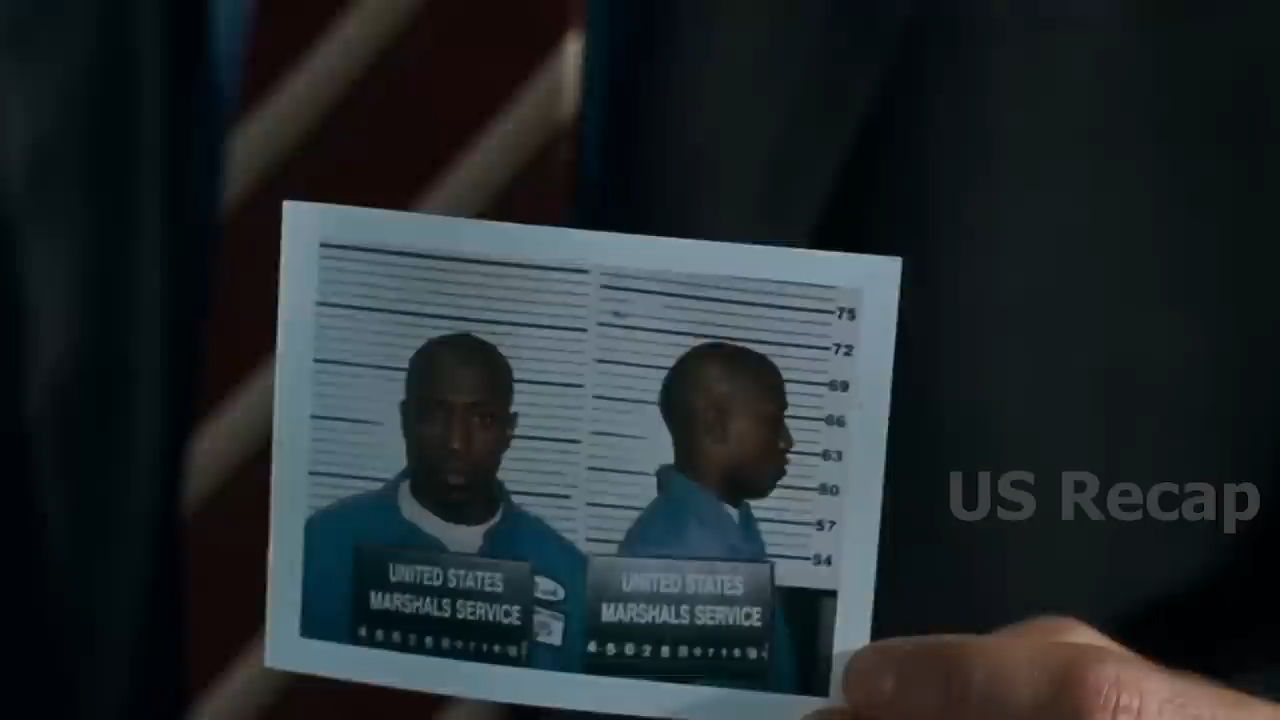 75
72
69
66
63
60
57
54
US Recap
UNITED STATES
MARSHALS SERVICE
UNITED STATES
MARSHALS SERVICE